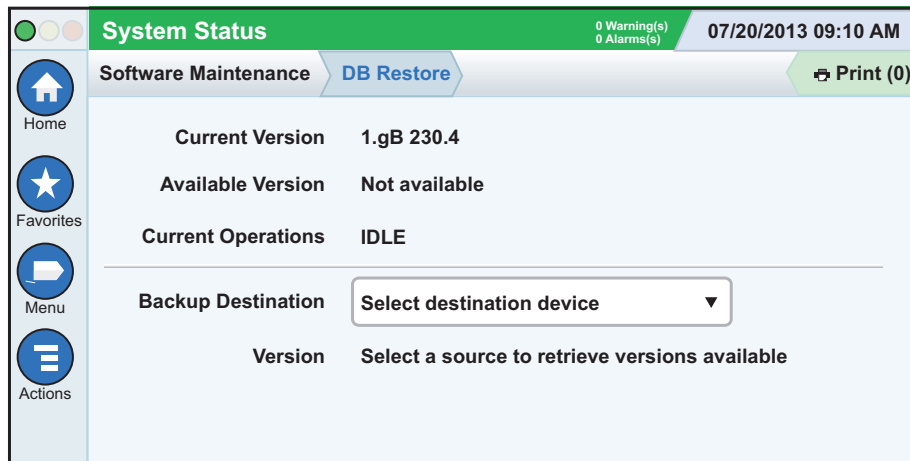 System Status
0 Warning(s)
0 Alarms(s)
07/20/2013 09:10 AM
Software Maintenance
DB Restore
Print (0)
Home
Favorites
Menu
Actions
Current Version 1.gB 230.4
Available Version Not available
Current Operations IDLE
Backup Destination Select destination device
Version Select a source to retrieve versions available